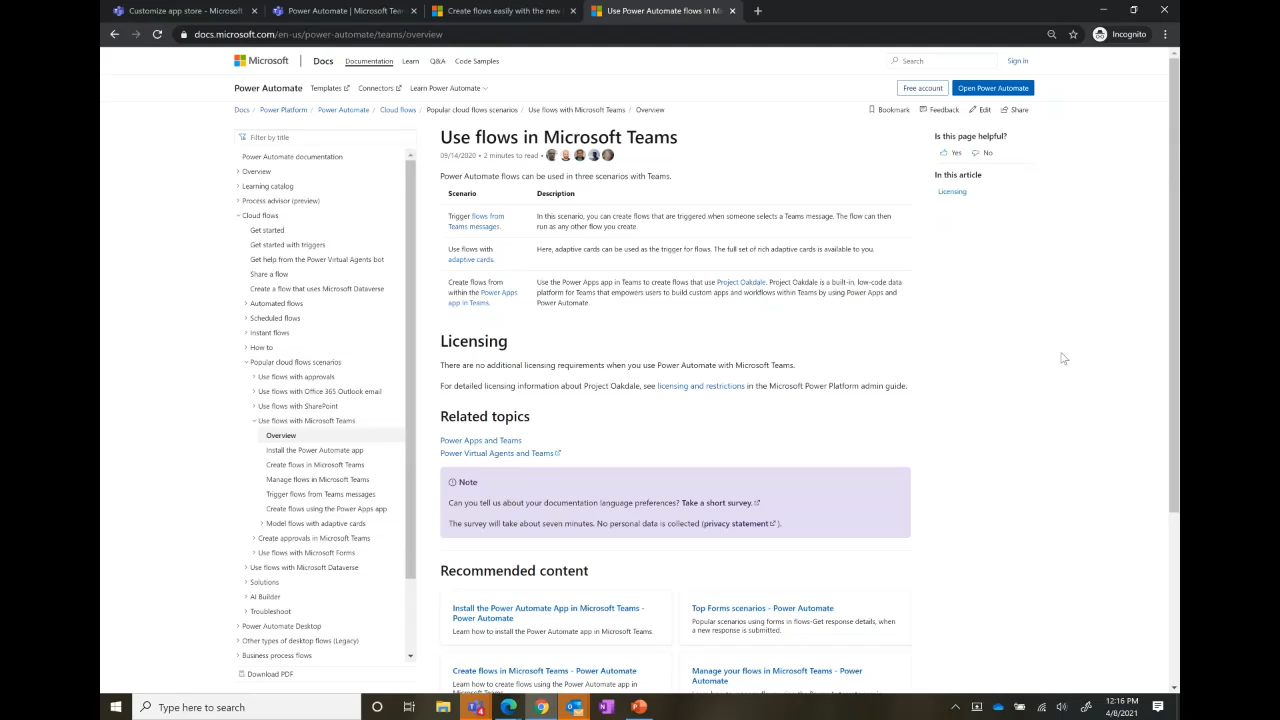 Customize app store - Microsoft
Power Automate | Microsoft Tea
Create flows easily with the new
Use Power Automate flows in M
docs.microsoft.com/en-us/power-automate/teams/overview
Incognito
Microsoft
Docs
Documentation
Learn
Q&A
Code Samples
Search
Sign in
Power Automate
Templates
Connectors
Learn Power Automate
Free account
Open Power Automate
Docs / Power Platform / Power Automate / Cloud flows / Popular cloud flows scenarios / Use flows with Microsoft Teams / Overview
Bookmark
Feedback
Edit
Share
Filter by title
Power Automate documentation
Overview
Learning catalog
Process advisor (preview)
Cloud flows
Get started
Get started with triggers
Get help from the Power Virtual Agents bot
Share a flow
Create a flow that uses Microsoft Dataverse
Automated flows
Scheduled flows
Instant flows
How to
Popular cloud flows scenarios
Use flows with approvals
Use flows with Office 365 Outlook email
Use flows with SharePoint
Use flows with Microsoft Teams
Overview
Install the Power Automate app
Create flows in Microsoft Teams
Manage flows in Microsoft Teams
Trigger flows from Teams messages
Create flows using the Power Apps app
Model flows with adaptive cards
Create approvals in Microsoft Teams
Use flows with Microsoft Forms
Use flows with Microsoft Dataverse
Solutions
AI Builder
Troubleshoot
Power Automate Desktop
Other types of desktop flows (Legacy)
Business process flows
Download PDF
Use flows in Microsoft Teams
09/14/2020 • 2 minutes to read •
Power Automate flows can be used in three scenarios with Teams.
Scenario
Description
Trigger flows from
Teams messages.
In this scenario, you can create flows that are triggered when someone selects a Teams message. The flow can then
run as any other flow you create.
Use flows with
adaptive cards.
Here, adaptive cards can be used as the trigger for flows. The full set of rich adaptive cards is available to you.
Create flows from
within the Power Apps
app in Teams.
Use the Power Apps app in Teams to create flows that use Project Oakdale. Project Oakdale is a built-in, low-code data
platform for Teams that empowers users to build custom apps and workflows within Teams by using Power Apps and
Power Automate.
Licensing
There are no additional licensing requirements when you use Power Automate with Microsoft Teams.
For detailed licensing information about Project Oakdale, see licensing and restrictions in the Microsoft Power Platform admin guide.
Related topics
Power Apps and Teams
Power Virtual Agents and Teams
Note
Can you tell us about your documentation language preferences? Take a short survey.
The survey will take about seven minutes. No personal data is collected (privacy statement ).
Recommended content
Install the Power Automate App in Microsoft Teams -
Power Automate
Learn how to install the Power Automate app in Microsoft Teams.
Top Forms scenarios - Power Automate
Popular scenarios using forms in flows-Get response details, when
a new response is submitted.
Create flows in Microsoft Teams - Power Automate
Learn how to create flows using the Power Automate app in
Microsoft Teams
Manage your flows in Microsoft Teams - Power
Automate
Is this page helpful?
Yes
No
In this article
Licensing
Type here to search
4
12:16 PM
4/8/2021